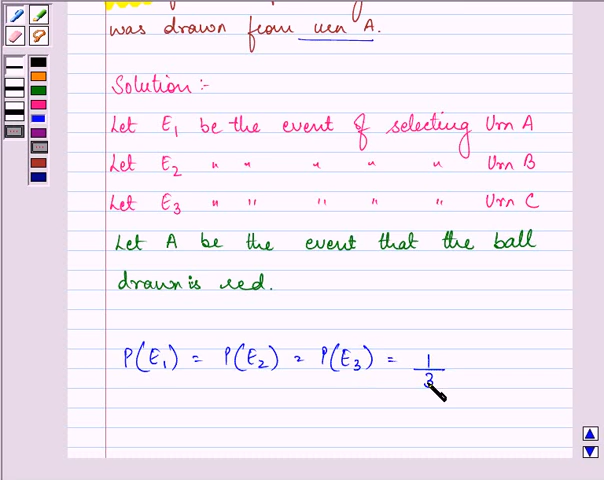 was drawn from urn A.
Solution :-
Let E₁ be the event of selecting Urn A
Let E₂ " " " " " Urn B
Let E₃ " " " " " Urn C
Let A be the event that the ball
drawn is red.
P(E₁) = P(E₂) = P(E₃) = 1/3